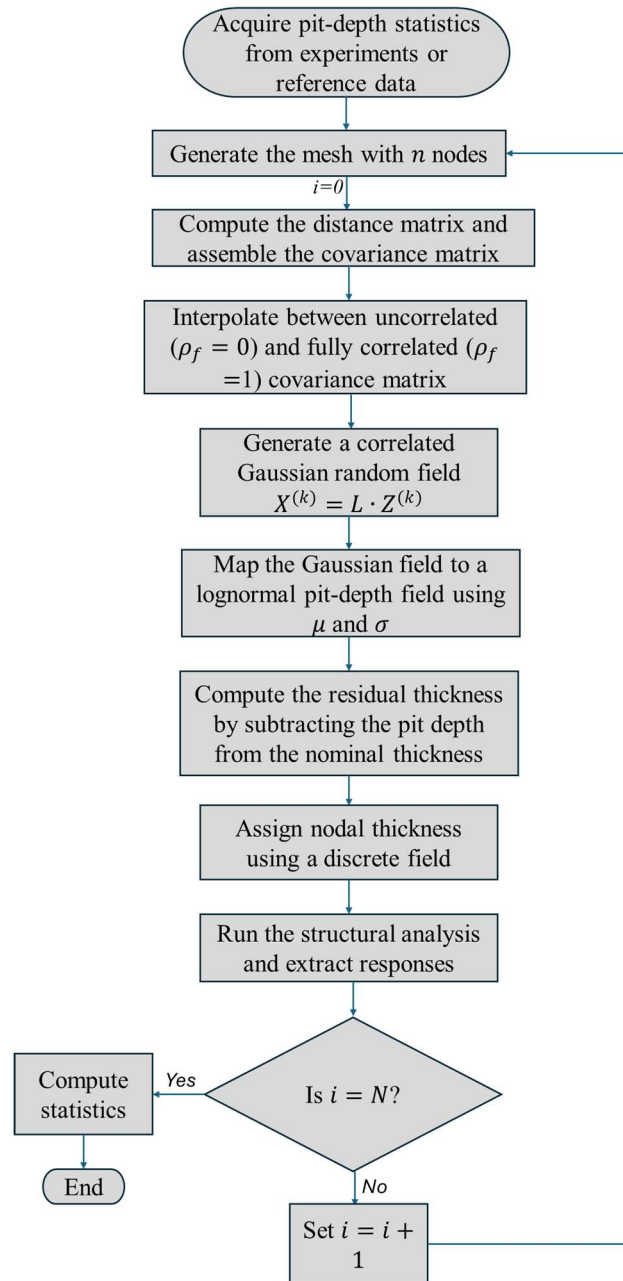 Acquire pit-depth statistics
from experiments or
reference data
Generate the mesh with 𝑛 nodes
i=0
Compute the distance matrix and
assemble the covariance matrix
Interpolate between uncorrelated
(𝜌_𝑓 = 0) and fully correlated (𝜌_𝑓
=1) covariance matrix
Generate a correlated
Gaussian random field
𝑋^(𝑘) = 𝐿 · 𝑍^(𝑘)
Map the Gaussian field to a
lognormal pit-depth field using
𝜇 and 𝜎
Compute the residual thickness
by subtracting the pit depth
from the nominal thickness
Assign nodal thickness
using a discrete field
Run the structural analysis
and extract responses
Is 𝑖 = 𝑁?
Yes
Compute
statistics
End
No
Set 𝑖 = 𝑖 +
1